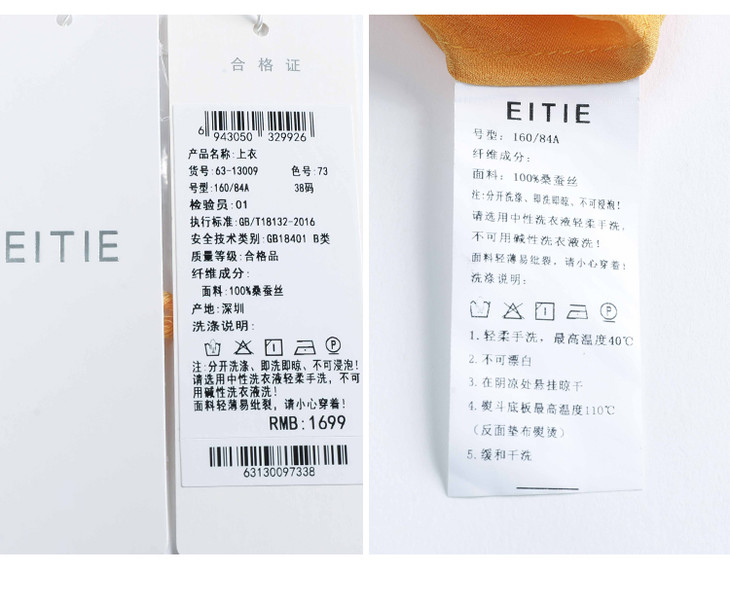 EITIE
合格证
6 943050 329926
产品名称:上衣
货号:63-13009 色号:73
号型:160/84A 38码
检验员:01
执行标准:GB/T18132-2016
安全技术类别:GB18401 B类
质量等级:合格品
纤维成分:
面料:100%桑蚕丝
产地:深圳
洗涤说明:
P
注:分开洗涤、即洗即晾、不可浸泡!
请选用中性洗衣液轻柔手洗,不可
用碱性洗衣液洗!
面料轻薄易纰裂,请小心穿着!
RMB:1699
63130097338
EITIE
号型: 160/84A
纤维成分:
面料: 100%桑蚕丝
注:分开洗涤、即洗即晾、不可浸泡!
请选用中性洗衣液轻柔手洗,
不可用碱性洗衣液洗!
面料轻薄易纰裂,请小心穿着!
洗涤说明:
P
1.轻柔手洗,最高温度40℃
2.不可漂白
3.在阴凉处悬挂晾干
4.熨斗底板最高温度110℃
(反面垫布熨烫)
5.缓和干洗